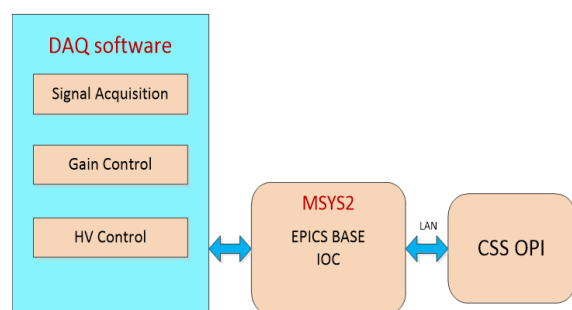 DAQ software
Signal Acquisition
Gain Control
HV Control
MSYS2
EPICS BASE
IOC
LAN
CSS OPI